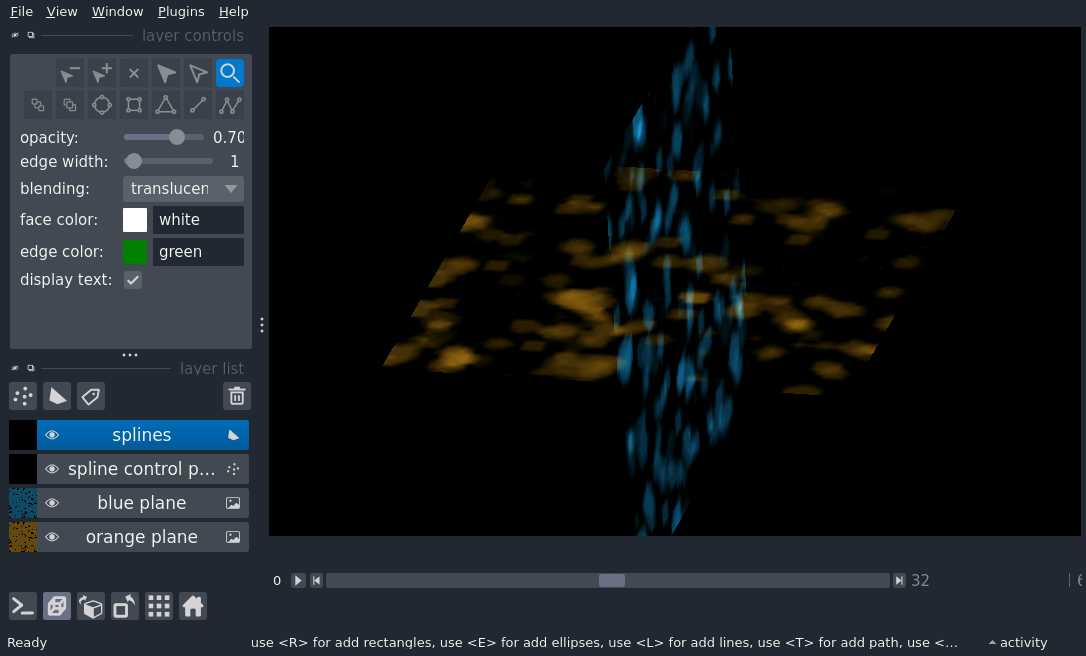 File View Window Plugins Help
layer controls
opacity: 0.70
edge width: 1
blending: translucen
face color: white
edge color: green
display text:
layer list
splines
spline control p...
blue plane
orange plane
0 32
Ready use <R> for add rectangles, use <E> for add ellipses, use <L> for add lines, use <T> for add path, use <... activity